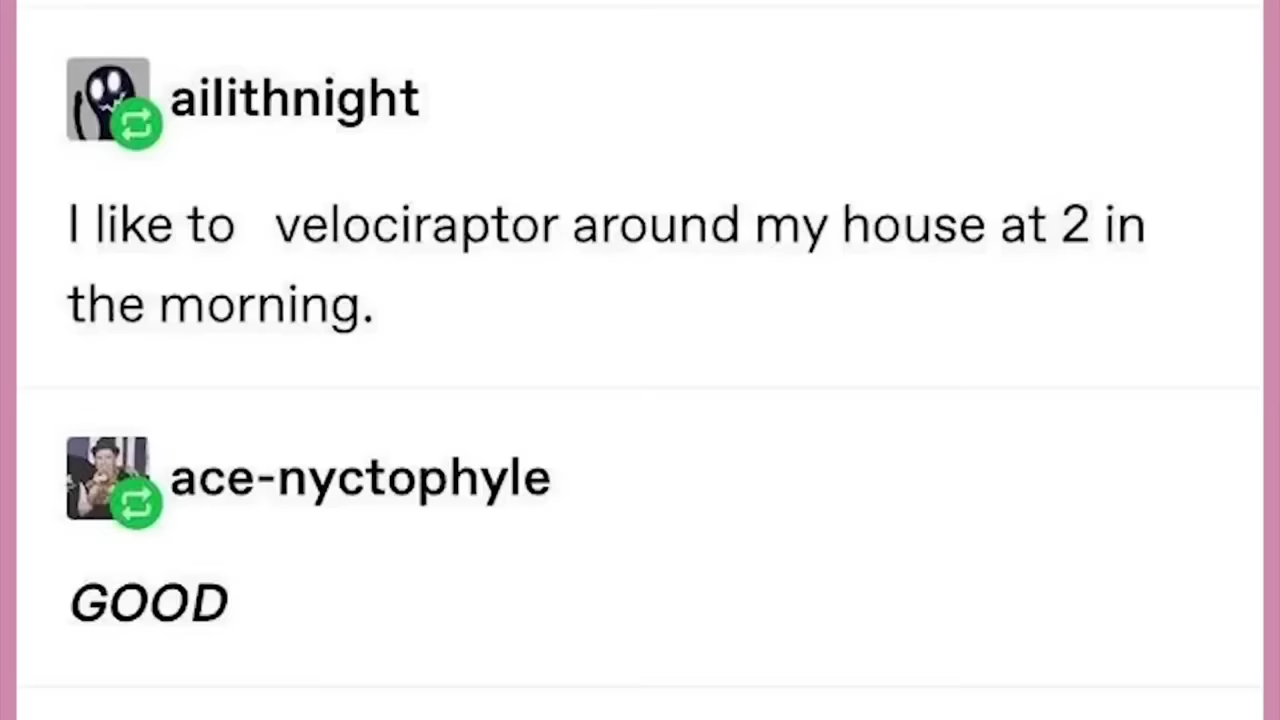 ailithnight
I like to   velociraptor around my house at 2 in
the morning.
ace-nyctophyle
GOOD